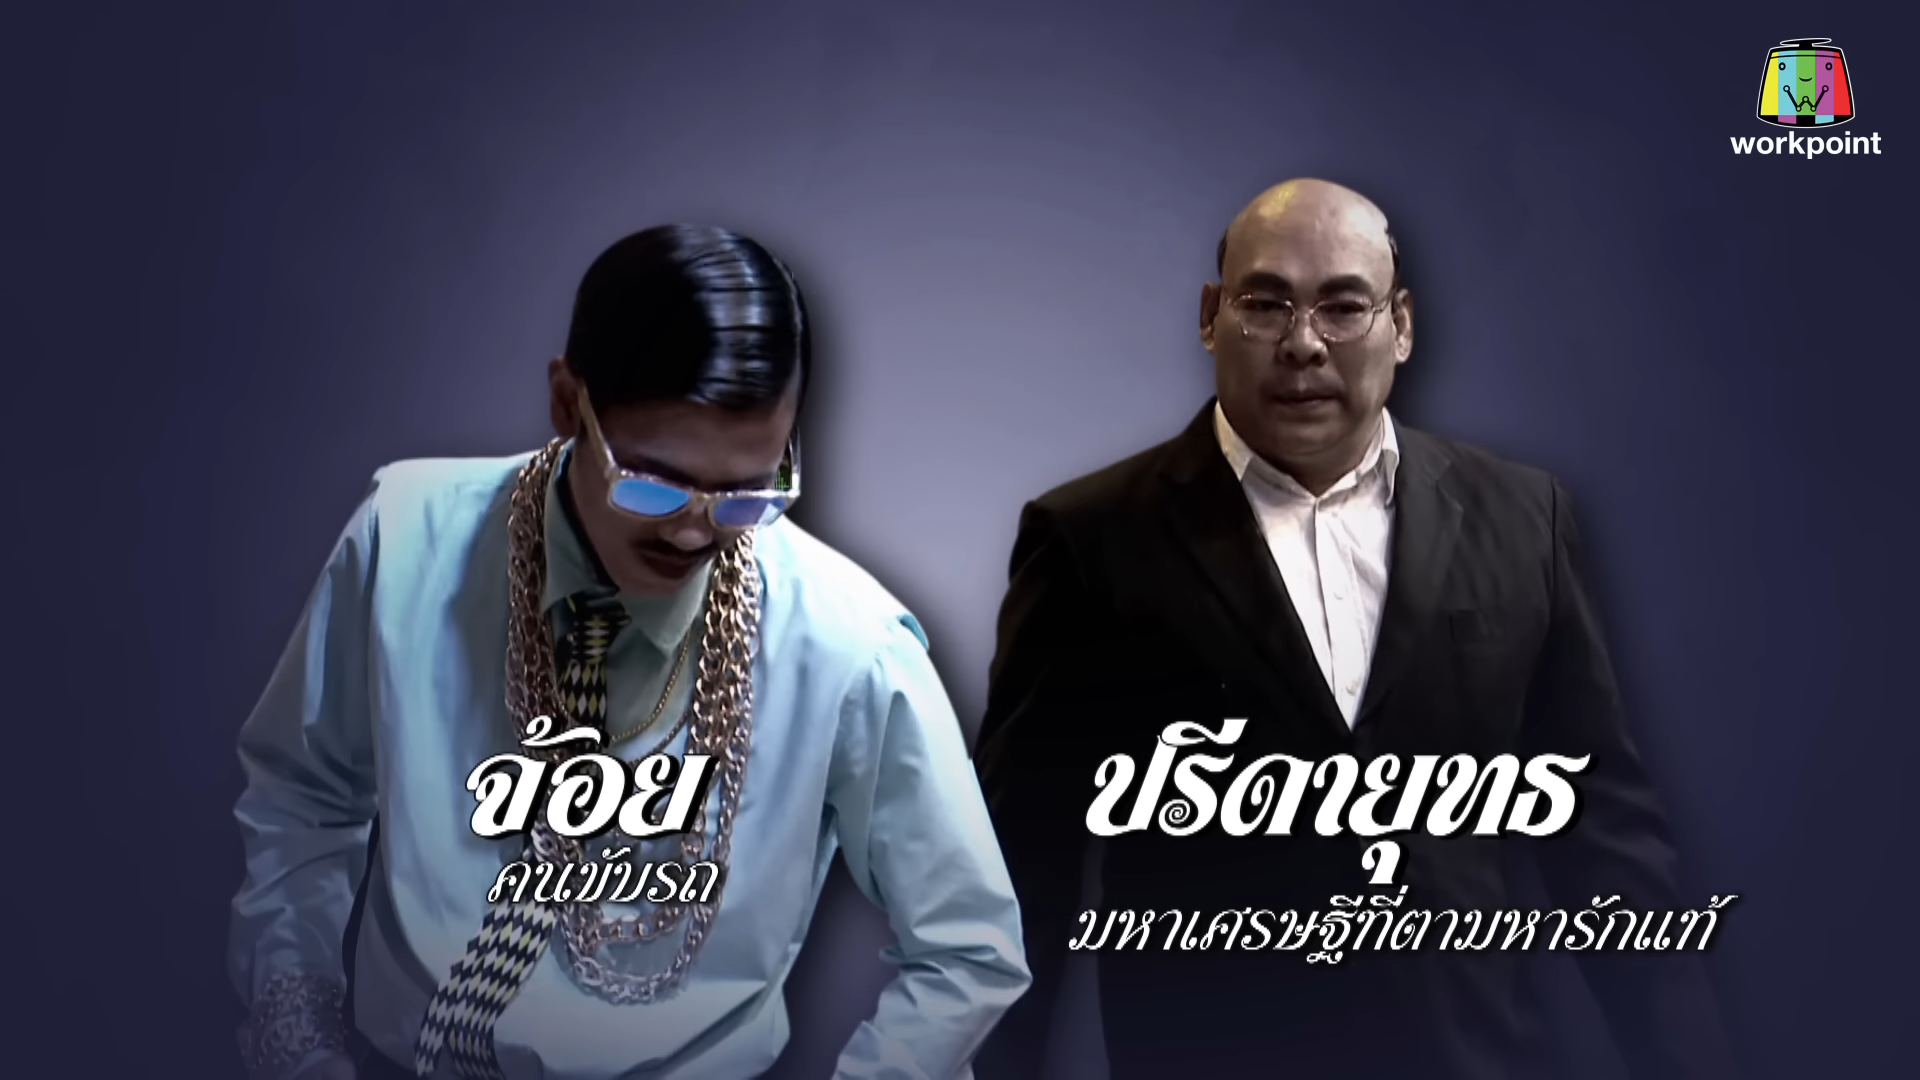 workpoint
จ้อย
คนขับรถ
ปรีดายุทธ
มหาเศรษฐีที่ตามหารักแท้